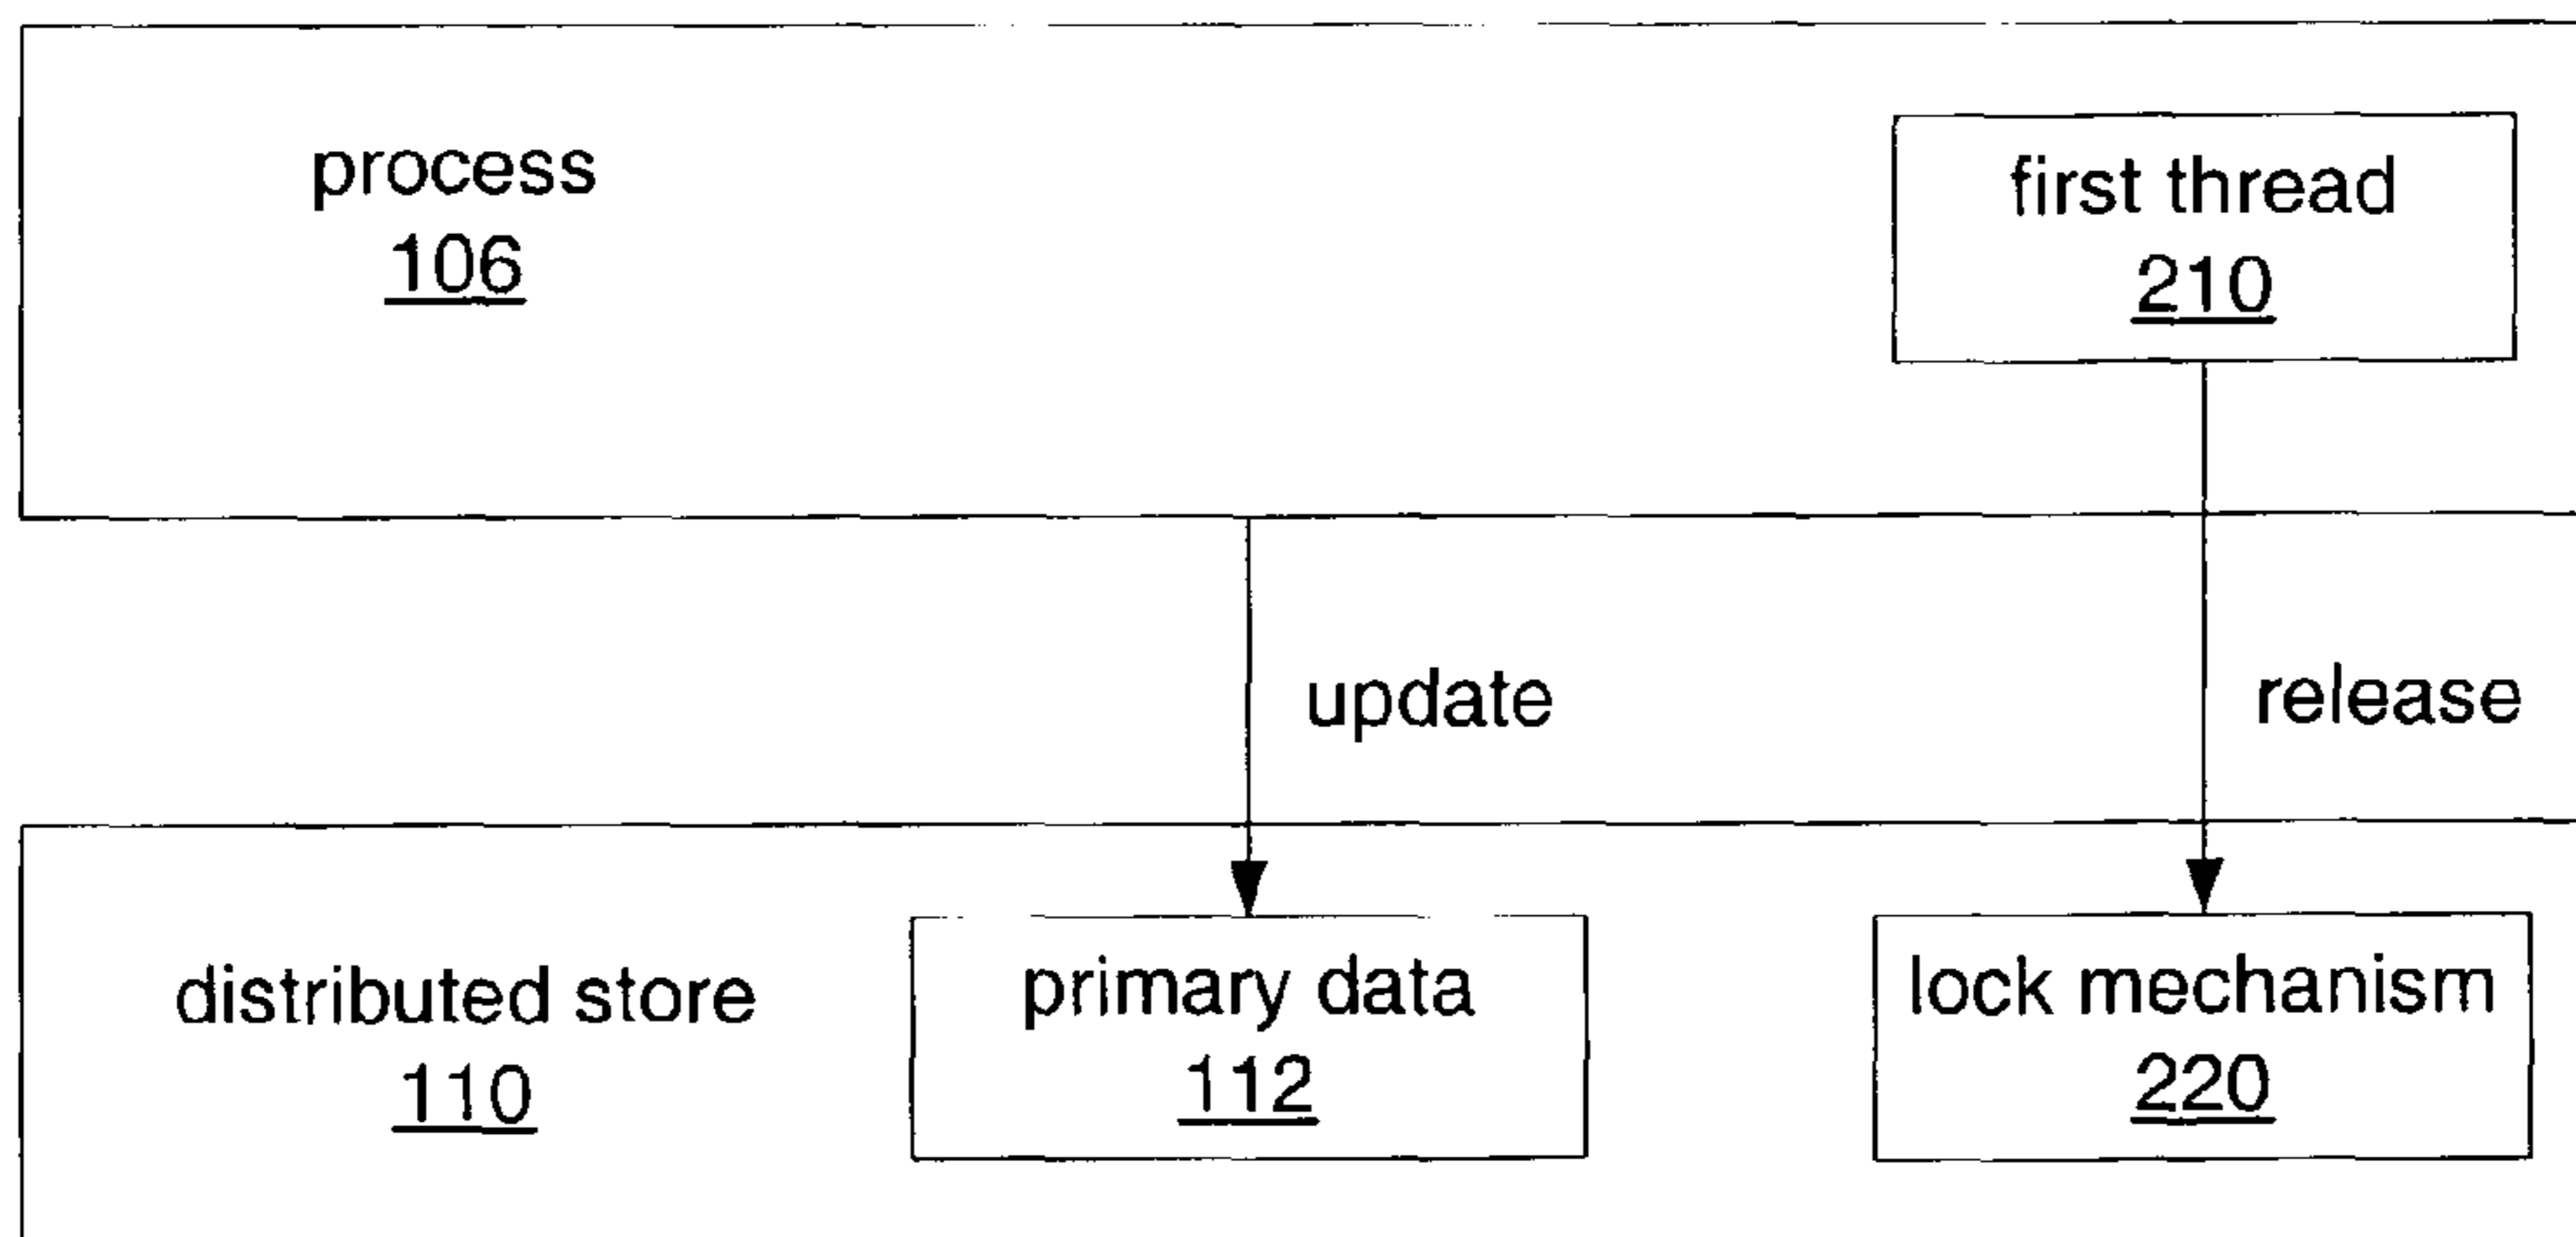 process
106
first thread
210
update
release
distributed store
110
primary data
112
lock mechanism
220